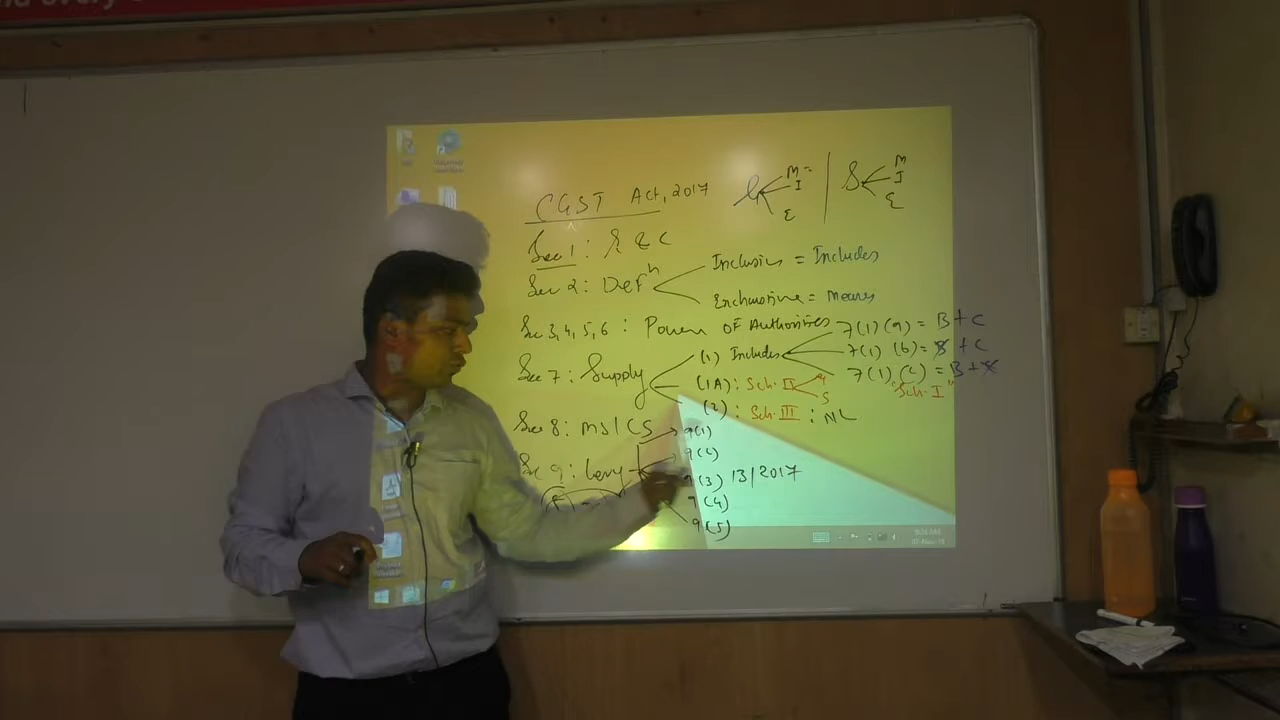 and every
CGST Act, 2017
M
I
E
S
M
I
E
Sec 1: S E C
Sec 2: Defn
Inclusive = Includes
Exhaustive = Means
Sec 3,4,5,6 : Power of Authorities
Sec 7: Supply
(1) Includes
7(1)(a) = B + C
7(1)(b) = B + C
7(1)(c) = B + C
"Sch. I"
(1A): Sch. II
G
S
(2): Sch. III : NL
Sec 8: MS/CS
Sec 9: Levy
9(1)
9(2)
9(3) 13/2017
9(4)
9(5)